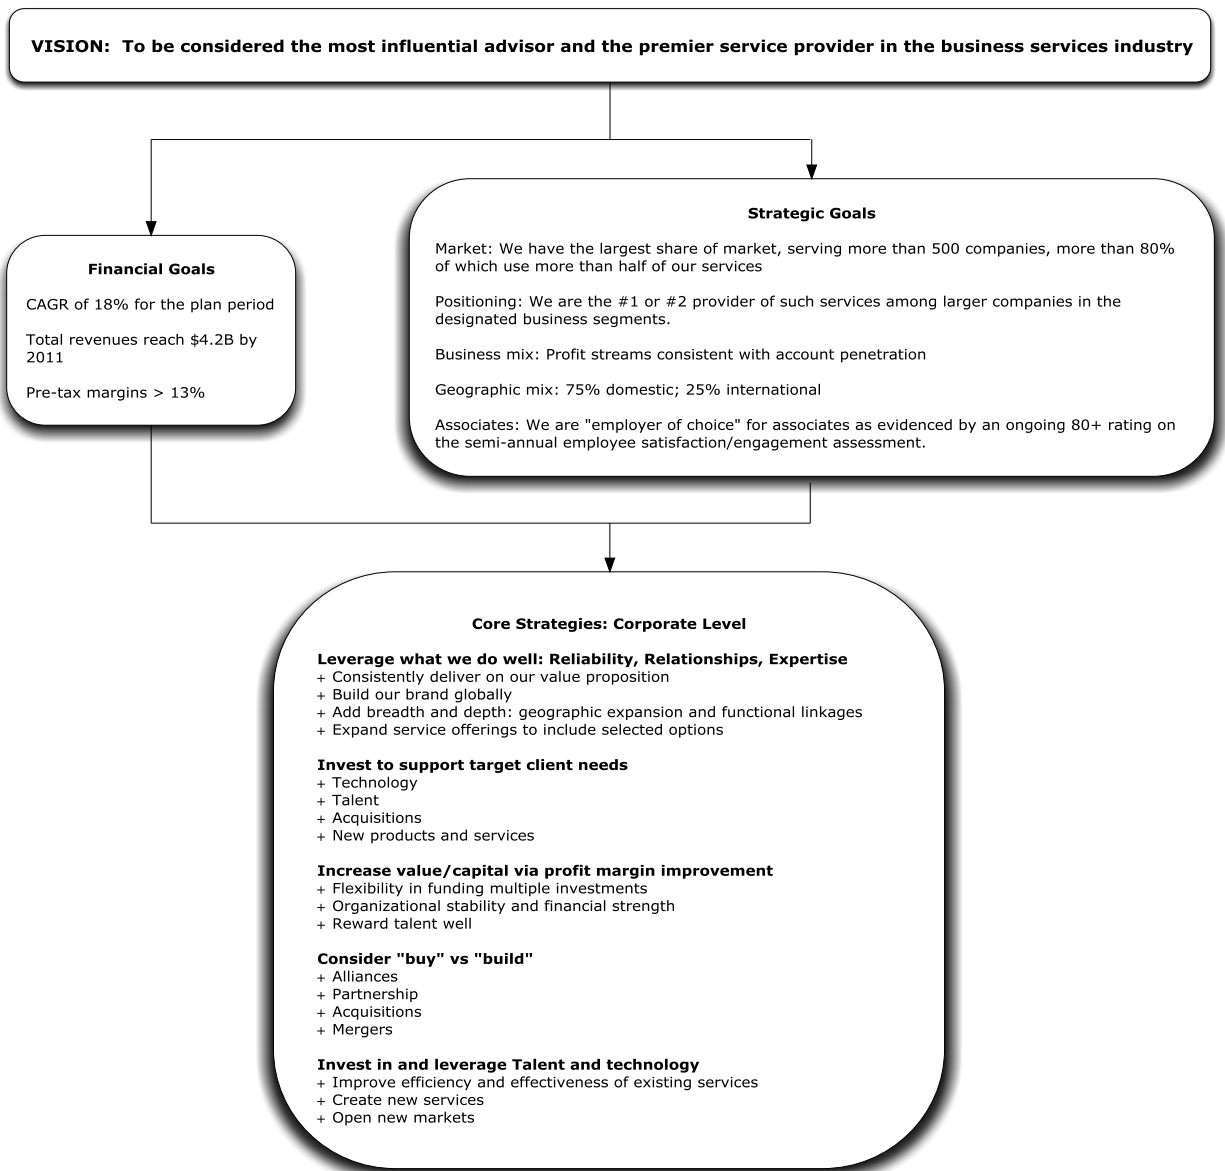 VISION:  To be considered the most influential advisor and the premier service provider in the business services industry
Financial Goals
CAGR of 18% for the plan period
Total revenues reach $4.2B by
2011
Pre-tax margins > 13%
Strategic Goals
Market: We have the largest share of market, serving more than 500 companies, more than 80%
of which use more than half of our services
Positioning: We are the #1 or #2 provider of such services among larger companies in the
designated business segments.
Business mix: Profit streams consistent with account penetration
Geographic mix: 75% domestic; 25% international
Associates: We are "employer of choice" for associates as evidenced by an ongoing 80+ rating on
the semi-annual employee satisfaction/engagement assessment.
Core Strategies: Corporate Level
Leverage what we do well: Reliability, Relationships, Expertise
+ Consistently deliver on our value proposition
+ Build our brand globally
+ Add breadth and depth: geographic expansion and functional linkages
+ Expand service offerings to include selected options
Invest to support target client needs
+ Technology
+ Talent
+ Acquisitions
+ New products and services
Increase value/capital via profit margin improvement
+ Flexibility in funding multiple investments
+ Organizational stability and financial strength
+ Reward talent well
Consider "buy" vs "build"
+ Alliances
+ Partnership
+ Acquisitions
+ Mergers
Invest in and leverage Talent and technology
+ Improve efficiency and effectiveness of existing services
+ Create new services
+ Open new markets